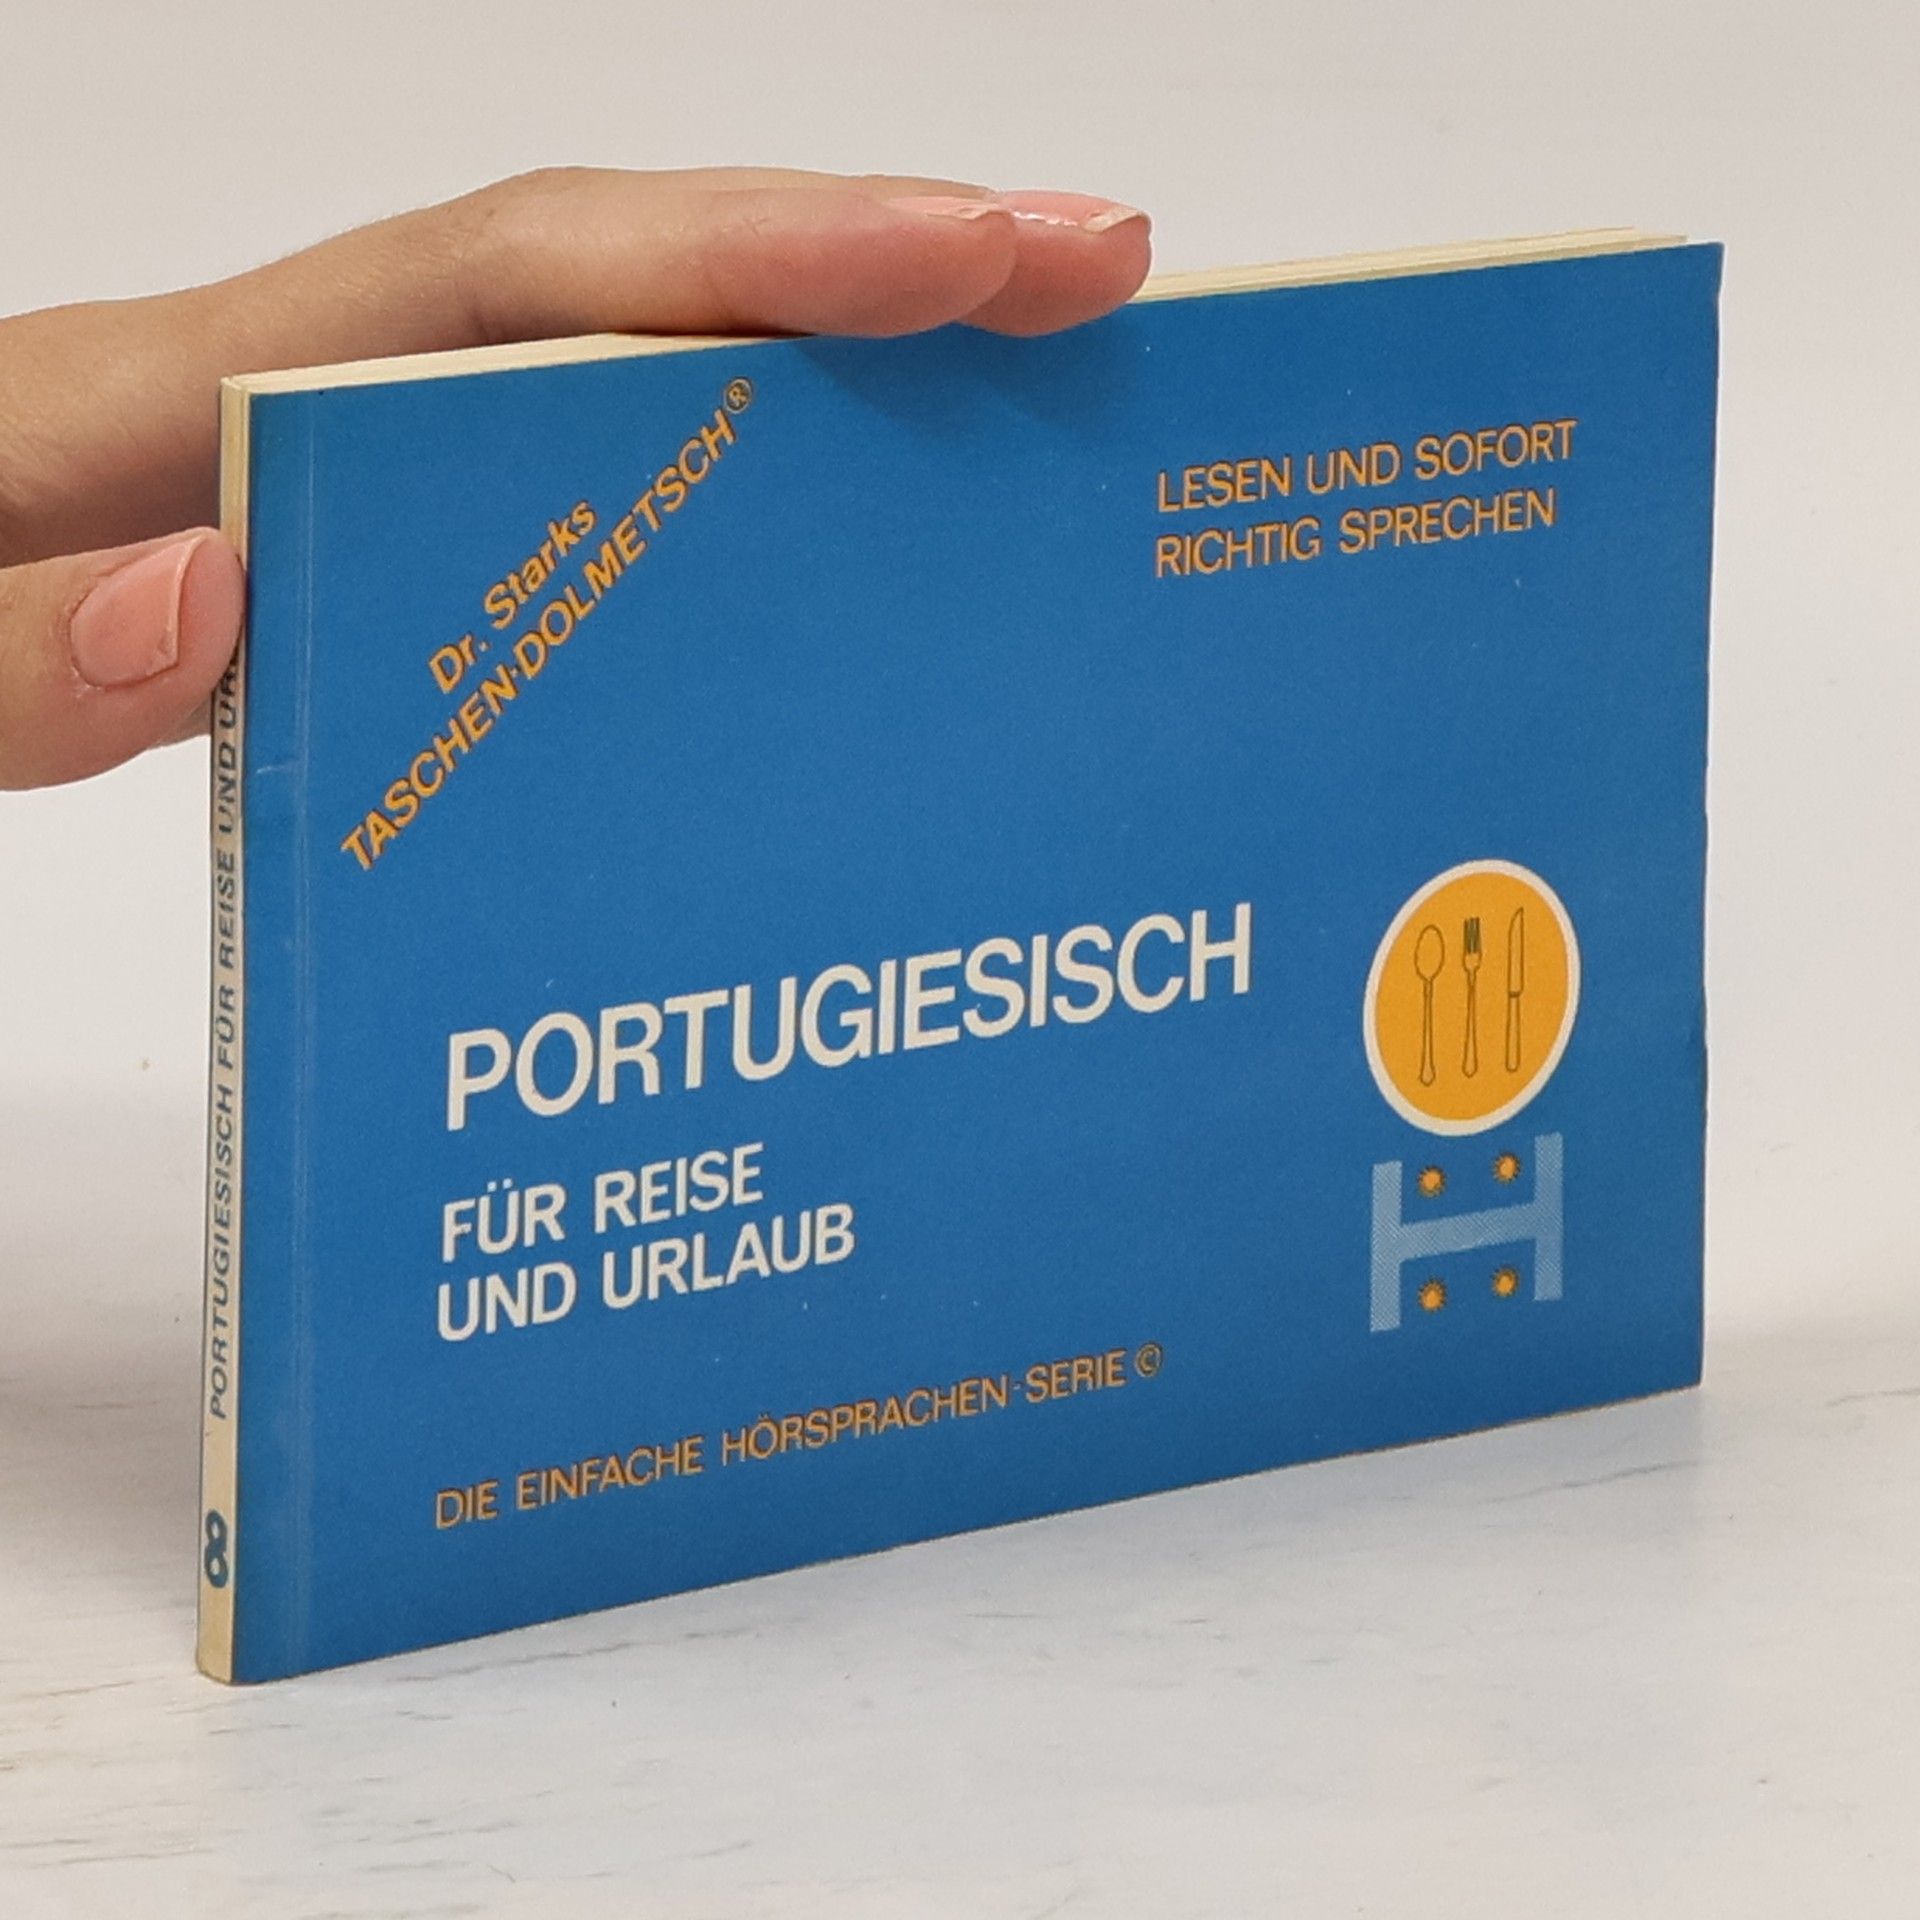 Dr. Starks
TASCHEN-DOLMETSCH®
LESEN UND SOFORT
RICHTIG SPRECHEN
PORTUGIESISCH
FÜR REISE
UND URLAUB
DIE EINFACHE HÖRSPRACHEN-SERIE ©
H
PORTUGIESISCH FÜR REISE UND
8